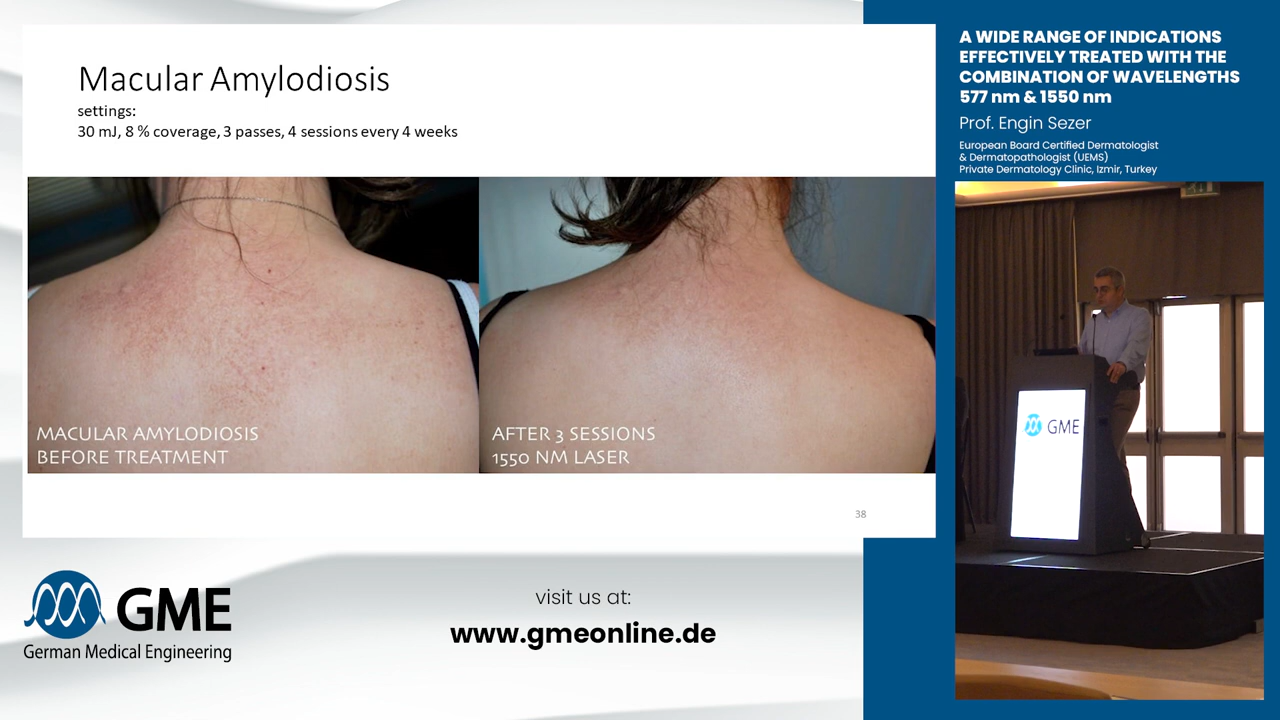 Macular Amylodiosis
settings:
30 mJ, 8 % coverage, 3 passes, 4 sessions every 4 weeks
MACULAR AMYLODIOSIS
BEFORE TREATMENT
AFTER 3 SESSIONS
1550 NM LASER
38
A WIDE RANGE OF INDICATIONS
EFFECTIVELY TREATED WITH THE
COMBINATION OF WAVELENGTHS
577 nm & 1550 nm
Prof. Engin Sezer
European Board Certified Dermatologist
& Dermatopathologist (UEMS)
Private Dermatology Clinic, Izmir, Turkey
GME
GME
German Medical Engineering
visit us at:
www.gmeonline.de